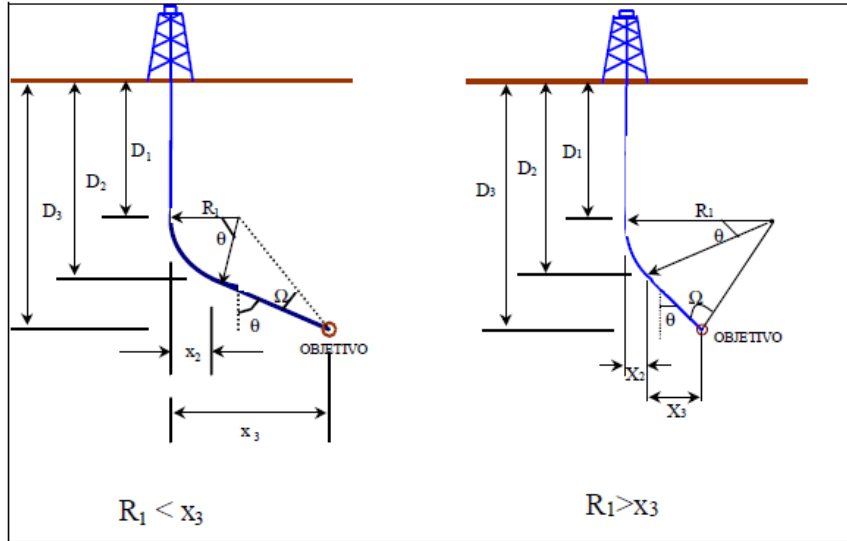 D₁
D₂
D₃
R₁
θ
Ω
θ
OBJETIVO
x₂
x₃
R₁ < x₃
D₁
D₂
D₃
R₁
θ
Ω
θ
OBJETIVO
X₂
X₃
R₁>x₃